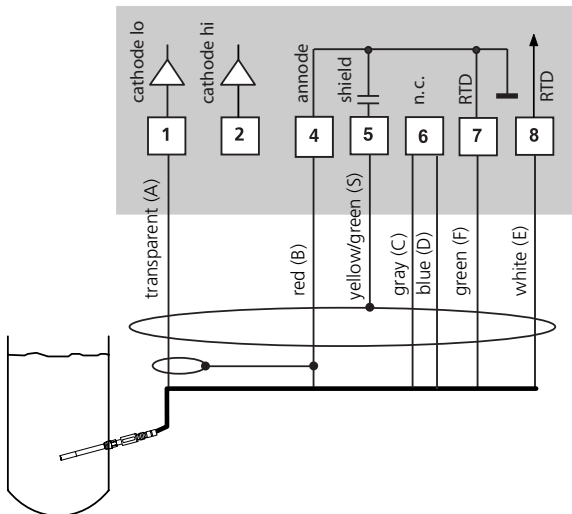 cathode lo
cathode hi
annode
shield
n.c.
RTD
RTD
1
2
4
5
6
7
8
transparent (A)
red (B)
yellow/green (S)
gray (C)
blue (D)
green (F)
white (E)